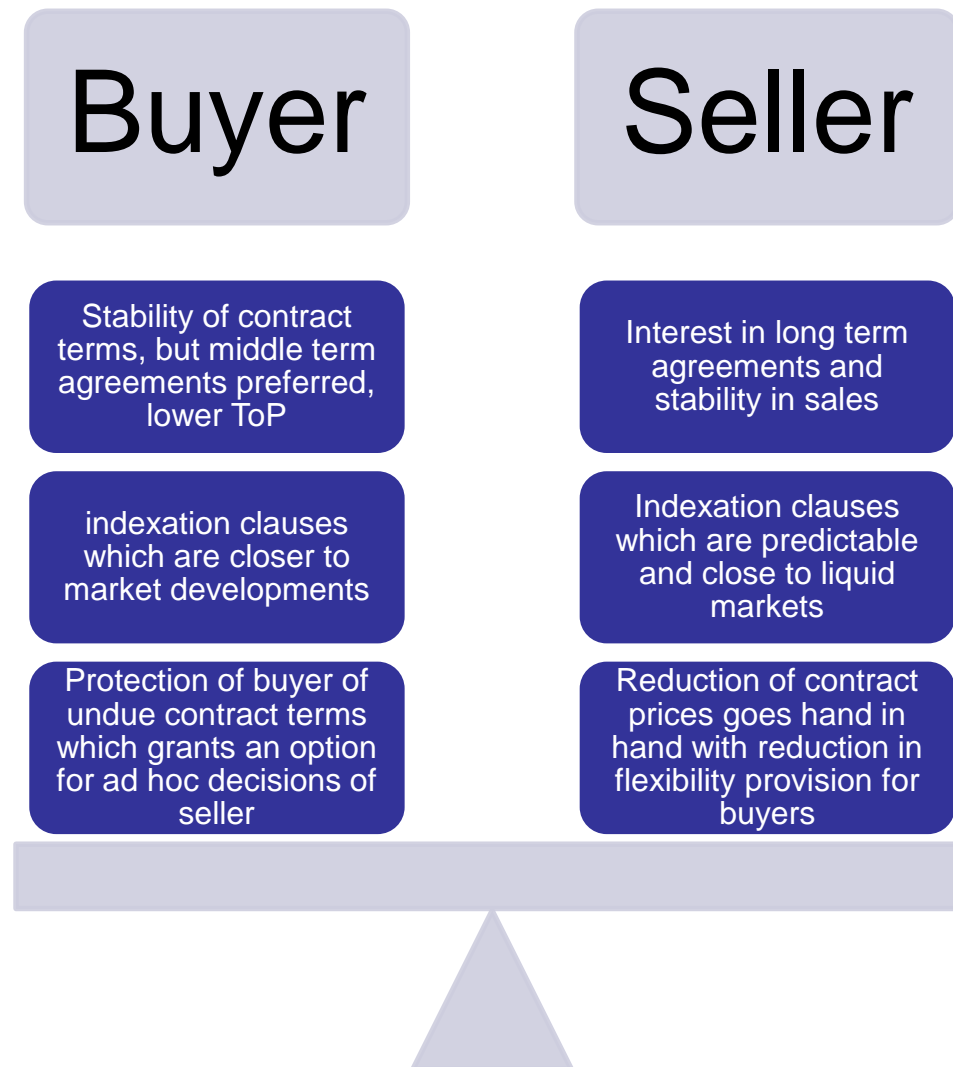 Buyer
Seller
Stability of contract
terms, but middle term
agreements preferred,
lower ToP
Interest in long term
agreements and
stability in sales
indexation clauses
which are closer to
market developments
Indexation clauses
which are predictable
and close to liquid
markets
Protection of buyer of
undue contract terms
which grants an option
for ad hoc decisions of
seller
Reduction of contract
prices goes hand in
hand with reduction in
flexibility provision for
buyers